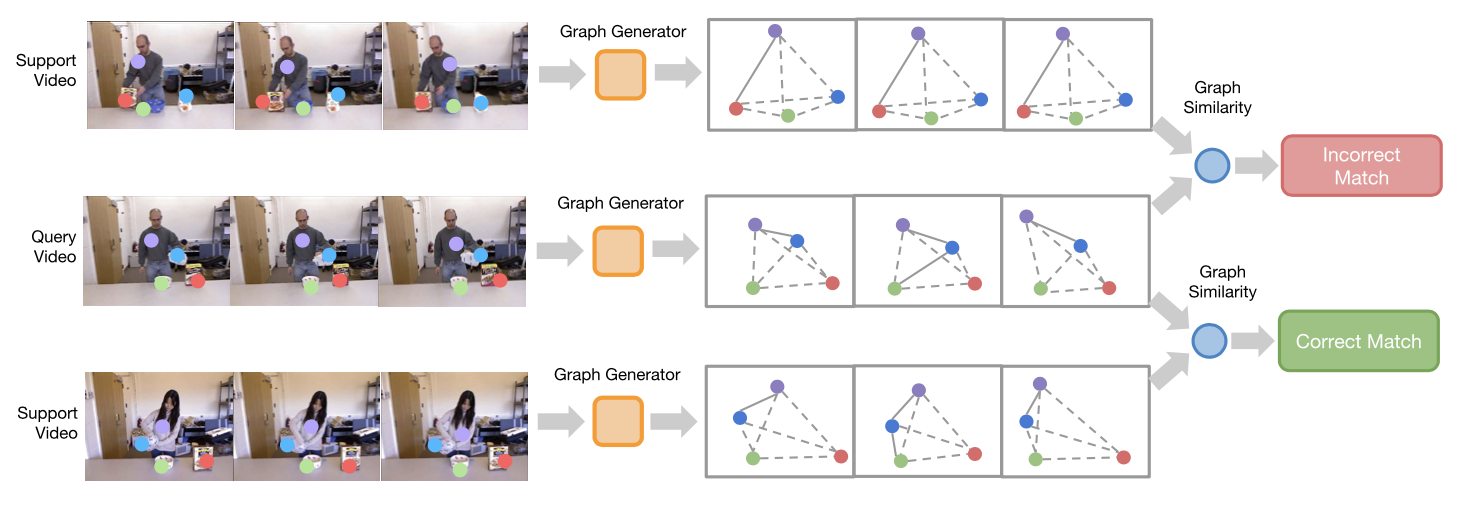 Support
Video
Graph Generator
Graph
Similarity
Incorrect
Match
Query
Video
Graph Generator
Graph
Similarity
Correct Match
Support
Video
Graph Generator